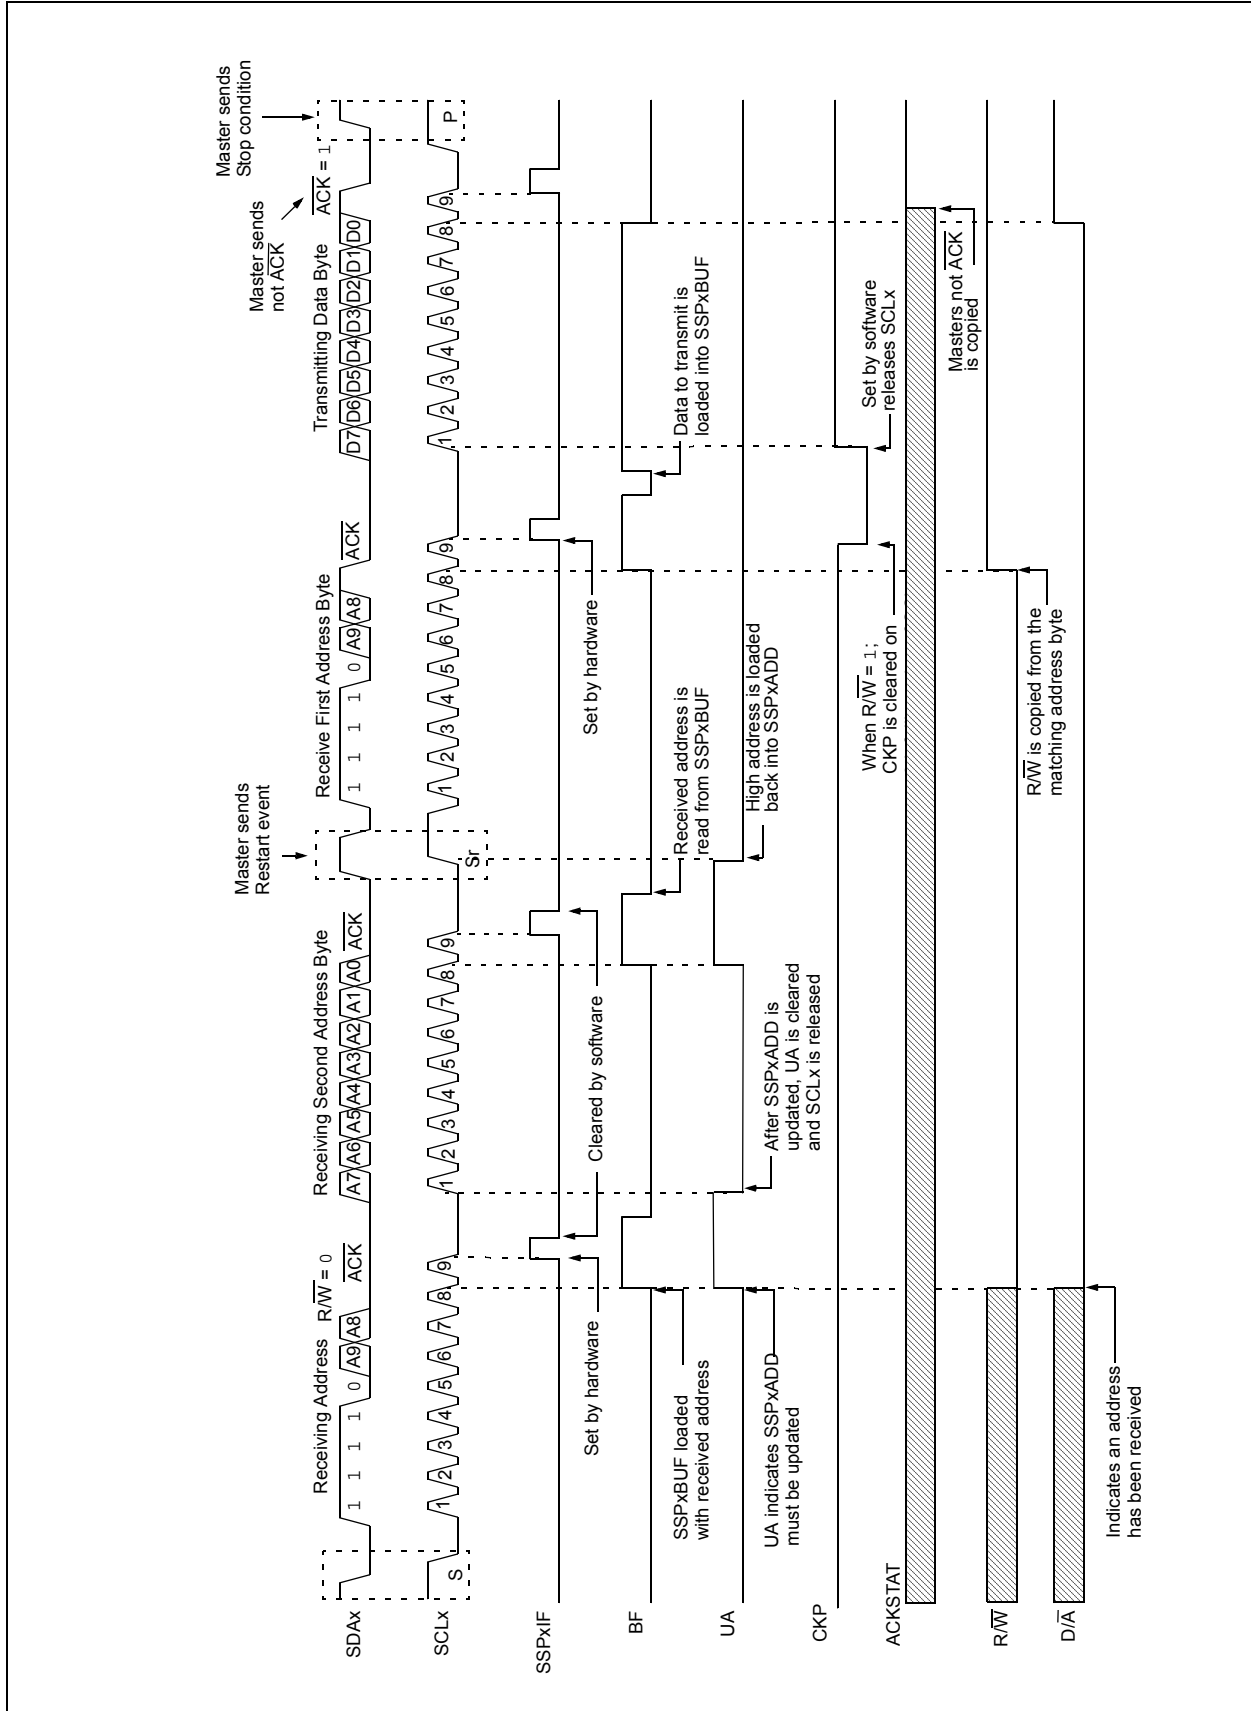 Master sends
Restart event
Master sends
not ACK
Master sends
Stop condition
Receiving Address
R/W = 0
Receiving Second Address Byte
Receive First Address Byte
Transmitting Data Byte
ACK = 1
SDAx
1 1 1 1 0 A9 A8
ACK
A7 A6 A5 A4 A3 A2 A1 A0
ACK
1 1 1 1 0 A9 A8
ACK
D7 D6 D5 D4 D3 D2 D1 D0
SCLx
S
1 2 3 4 5 6 7 8 9
1 2 3 4 5 6 7 8 9
Sr
1 2 3 4 5 6 7 8 9
1 2 3 4 5 6 7 8 9
P
SSPxIF
Set by hardware
Cleared by software
Set by hardware
BF
SSPxBUF loaded
with received address
Received address is
read from SSPxBUF
Data to transmit is
loaded into SSPxBUF
UA
UA indicates SSPxADD
must be updated
After SSPxADD is
updated, UA is cleared
and SCLx is released
High address is loaded
back into SSPxADD
CKP
When R/W = 1;
CKP is cleared on
Set by software
releases SCLx
ACKSTAT
Masters not ACK
is copied
R/W
R/W is copied from the
matching address byte
D/A
Indicates an address
has been received